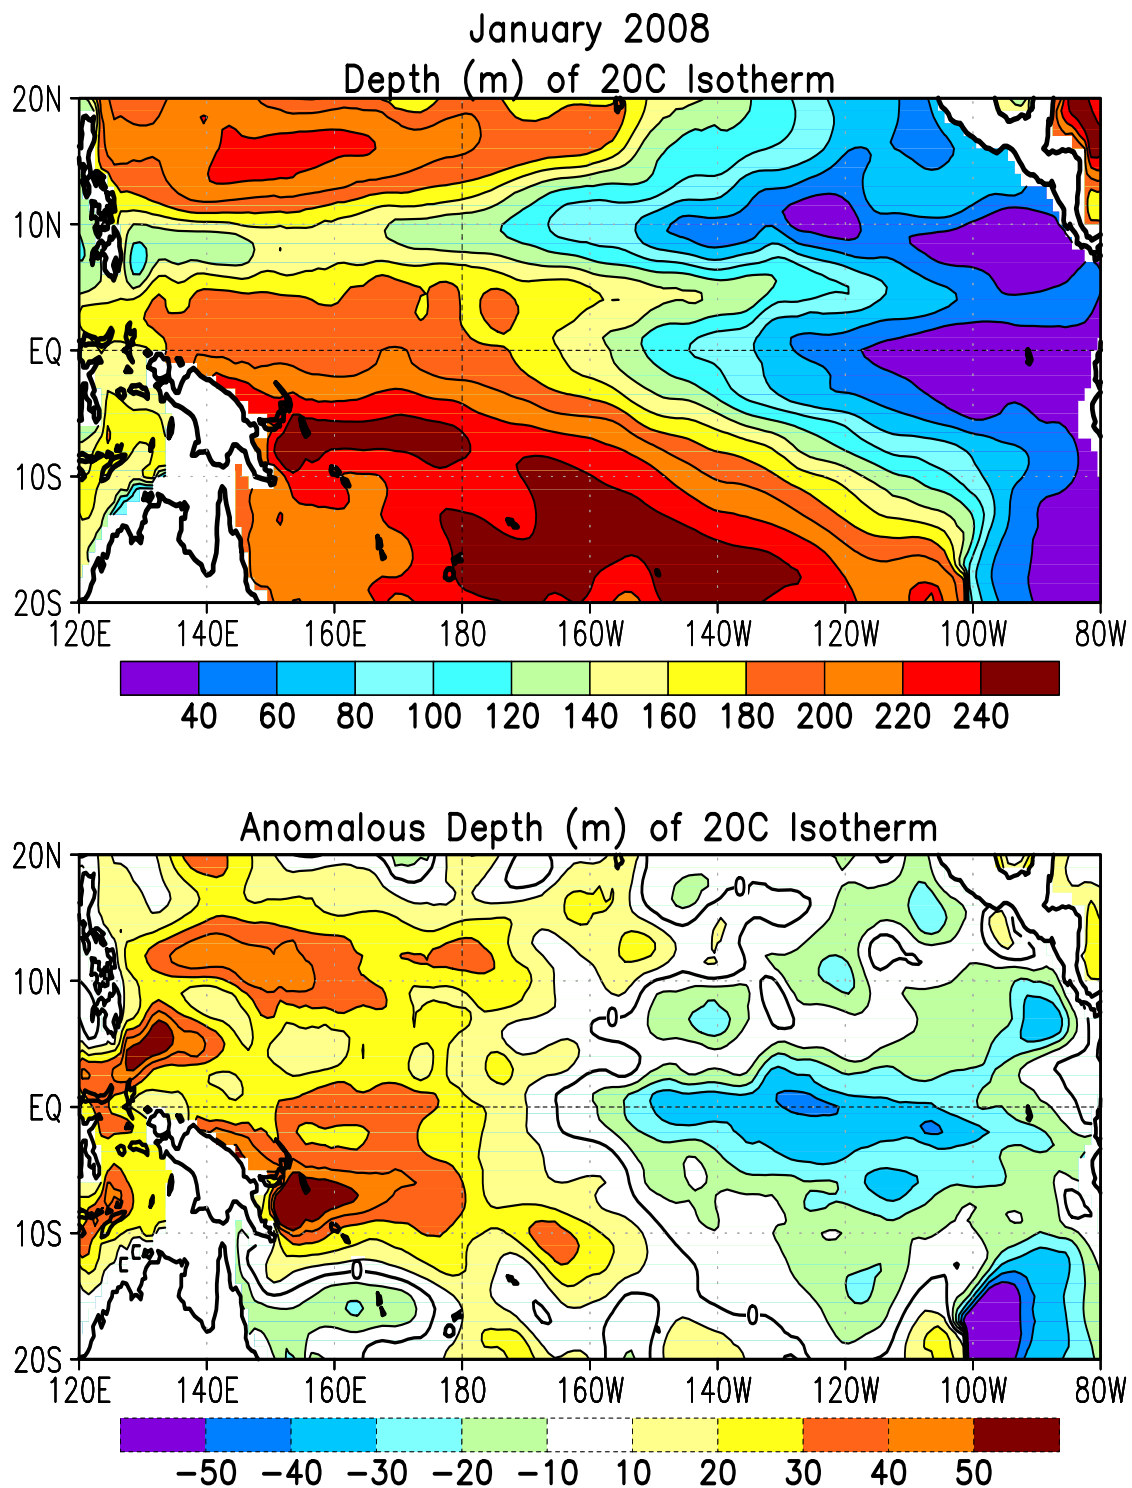 January 2008
Depth (m) of 20C Isotherm
20N
10N
EQ
10S
20S
120E 140E 160E 180 160W 140W 120W 100W 80W
40 60 80 100 120 140 160 180 200 220 240
Anomalous Depth (m) of 20C Isotherm
20N
0
10N
0
EQ
10S
C C
0
0
20S
120E 140E 160E 180 160W 140W 120W 100W 80W
−50 −40 −30 −20 −10 10 20 30 40 50